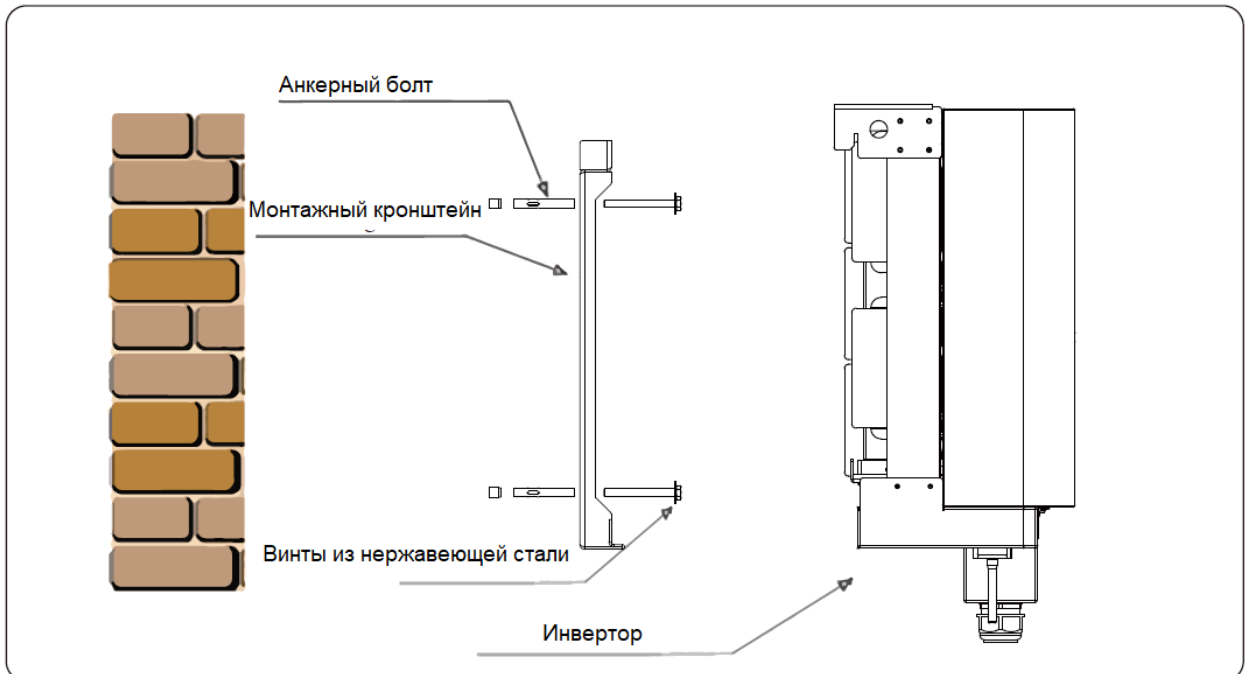 Анкерный болт
Монтажный кронштейн
Винты из нержавеющей стали
Инвертор